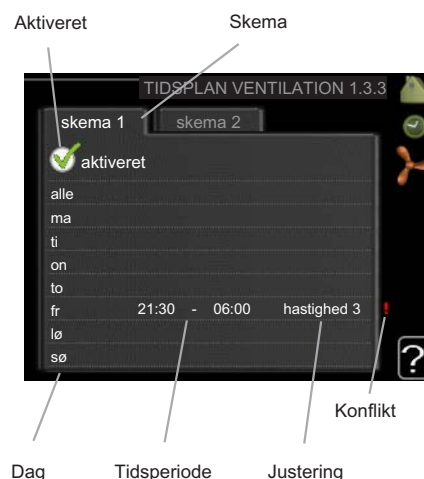 Aktiveret Skema
TIDSPLAN VENTILATION 1.3.3
skema 1 skema 2
aktiveret
alle
ma
ti
on
to
fr 21:30 - 06:00 hastighed 3 !
lø
sø
?
Konflikt
Dag Tidsperiode Justering